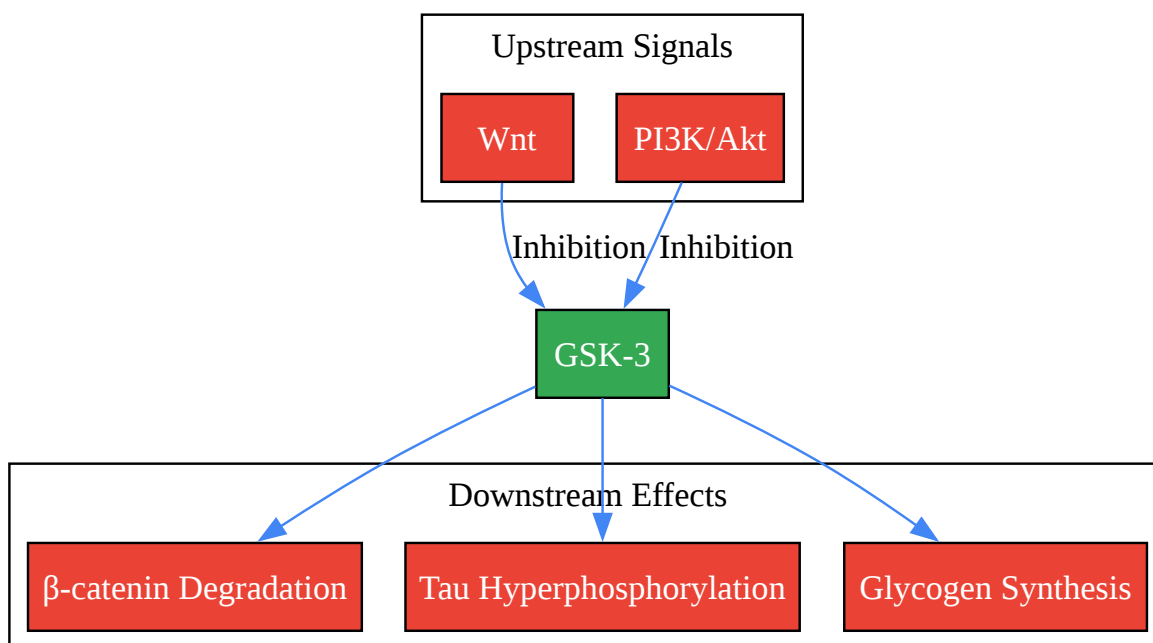 Upstream Signals
Wnt
PI3K/Akt
Inhibition
Inhibition
GSK-3
Downstream Effects
β-catenin Degradation
Tau Hyperphosphorylation
Glycogen Synthesis